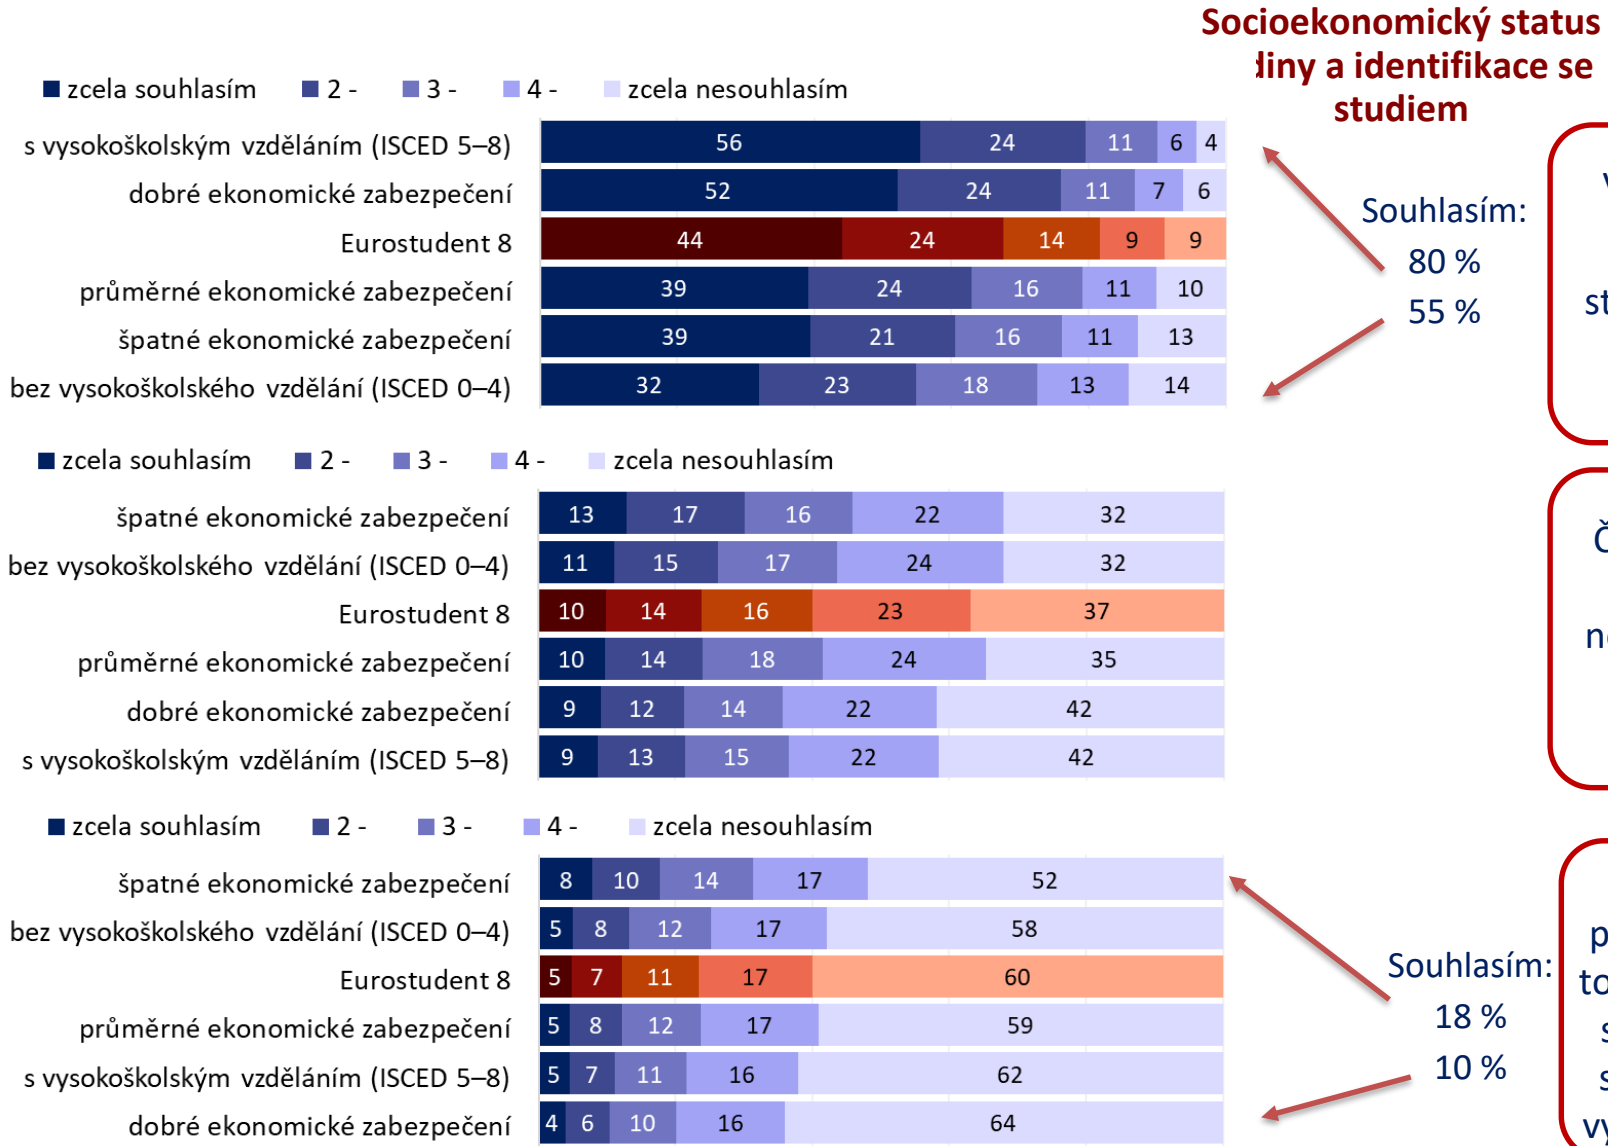 Socioekonomický status
diny a identifikace se
studiem
zcela souhlasím 2 - 3 - 4 - zcela nesouhlasím
s vysokoškolským vzděláním (ISCED 5–8) 56 24 11 6 4
dobré ekonomické zabezpečení 52 24 11 7 6
Eurostudent 8 44 24 14 9 9
průměrné ekonomické zabezpečení 39 24 16 11 10
špatné ekonomické zabezpečení 39 21 16 11 13
bez vysokoškolského vzdělání (ISCED 0–4) 32 23 18 13 14
Souhlasím:
80 %
55 %
v
st
zcela souhlasím 2 - 3 - 4 - zcela nesouhlasím
špatné ekonomické zabezpečení 13 17 16 22 32
bez vysokoškolského vzdělání (ISCED 0–4) 11 15 17 24 32
Eurostudent 8 10 14 16 23 37
průměrné ekonomické zabezpečení 10 14 18 24 35
dobré ekonomické zabezpečení 9 12 14 22 42
s vysokoškolským vzděláním (ISCED 5–8) 9 13 15 22 42
Č
zcela souhlasím 2 - 3 - 4 - zcela nesouhlasím
špatné ekonomické zabezpečení 8 10 14 17 52
bez vysokoškolského vzdělání (ISCED 0–4) 5 8 12 17 58
Eurostudent 8 5 7 11 17 60
průměrné ekonomické zabezpečení 5 8 12 17 59
s vysokoškolským vzděláním (ISCED 5–8) 5 7 11 16 62
dobré ekonomické zabezpečení 4 6 10 16 64
Souhlasím:
18 %
10 %
p
to
s
s
vy